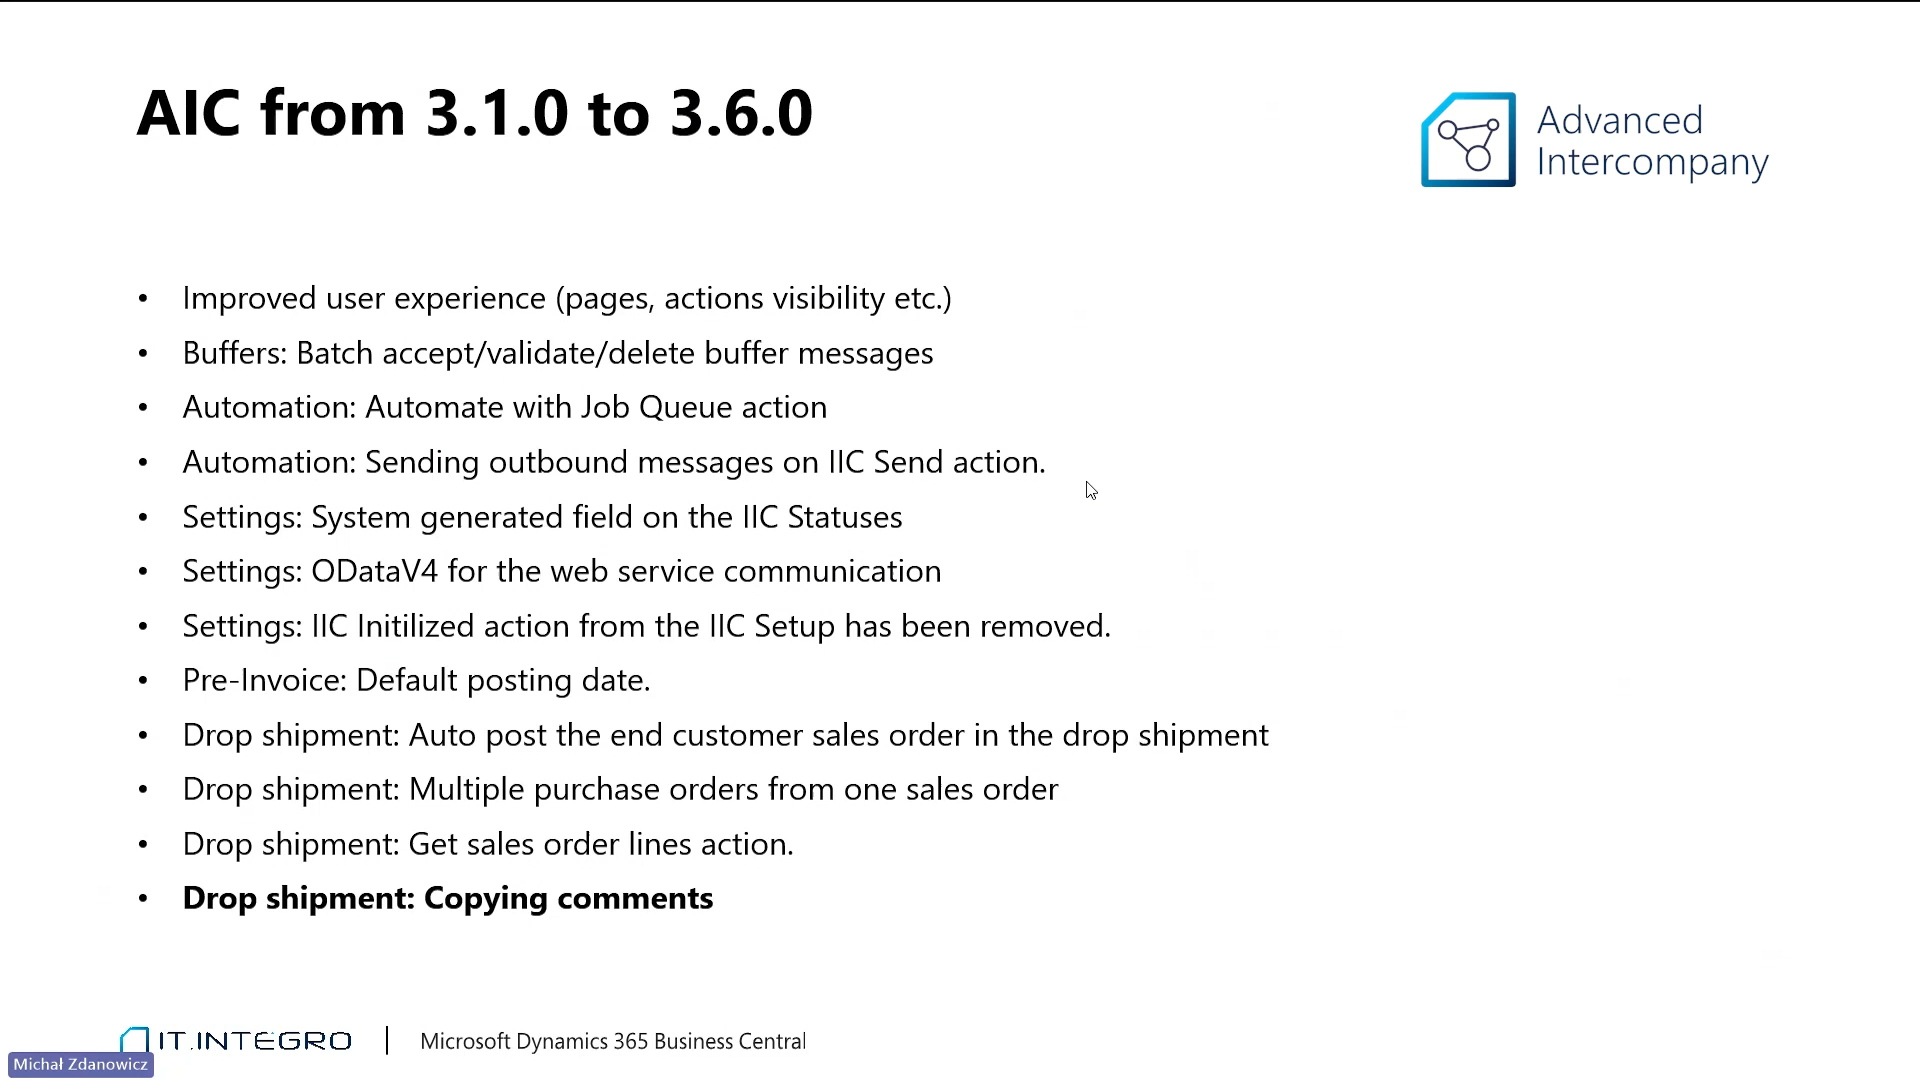 AIC from 3.1.0 to 3.6.0
Advanced
Intercompany
• Improved user experience (pages, actions visibility etc.)
• Buffers: Batch accept/validate/delete buffer messages
• Automation: Automate with Job Queue action
• Automation: Sending outbound messages on IIC Send action.
• Settings: System generated field on the IIC Statuses
• Settings: ODataV4 for the web service communication
• Settings: IIC Initilized action from the IIC Setup has been removed.
• Pre-Invoice: Default posting date.
• Drop shipment: Auto post the end customer sales order in the drop shipment
• Drop shipment: Multiple purchase orders from one sales order
• Drop shipment: Get sales order lines action.
• Drop shipment: Copying comments
IT.INTEGRO | Microsoft Dynamics 365 Business Central
Michał Zdanowicz